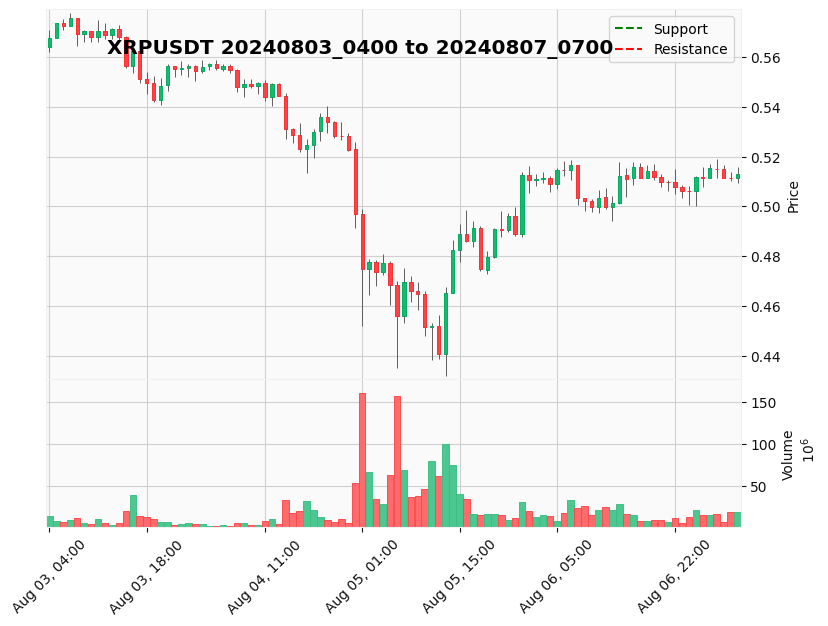 XRPUSDT 20240803_0400 to 20240807_0700
Support
Resistance
0.56
0.54
0.52
0.50
0.48
0.46
0.44
Price
150
100
50
Volume
10^6
Aug 03, 04:00
Aug 03, 18:00
Aug 04, 11:00
Aug 05, 01:00
Aug 05, 15:00
Aug 06, 05:00
Aug 06, 22:00